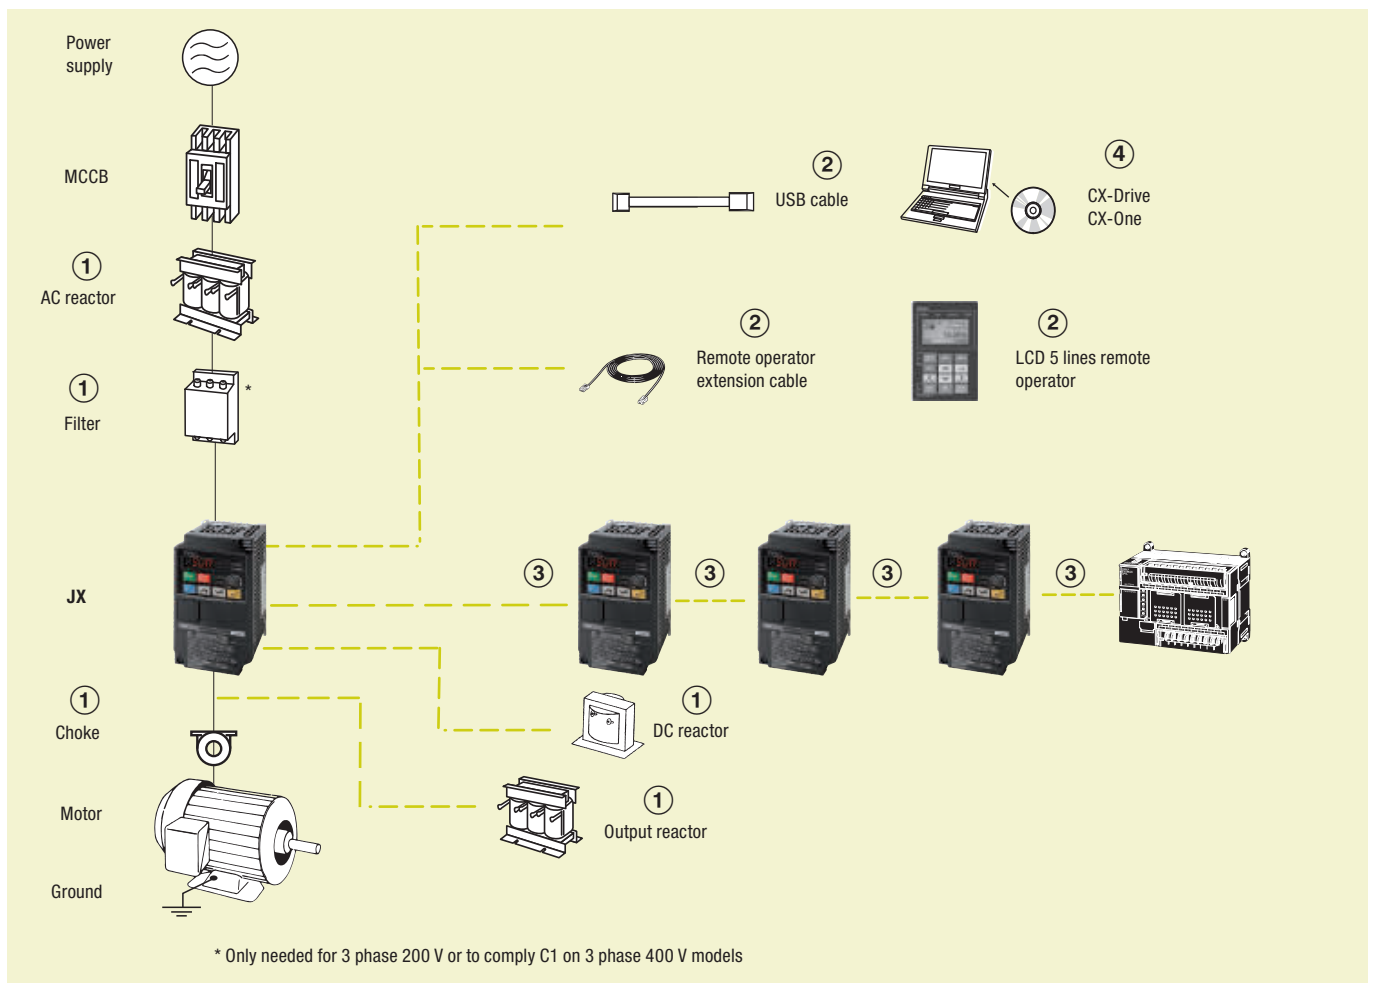 Power
supply
MCCB
1
AC reactor
1
Filter
*
JX
1
Choke
Motor
Ground
2
USB cable
4
CX-Drive
CX-One
2
Remote operator
extension cable
2
LCD 5 lines remote
operator
3
3
3
3
1
DC reactor
1
Output reactor
* Only needed for 3 phase 200 V or to comply C1 on 3 phase 400 V models